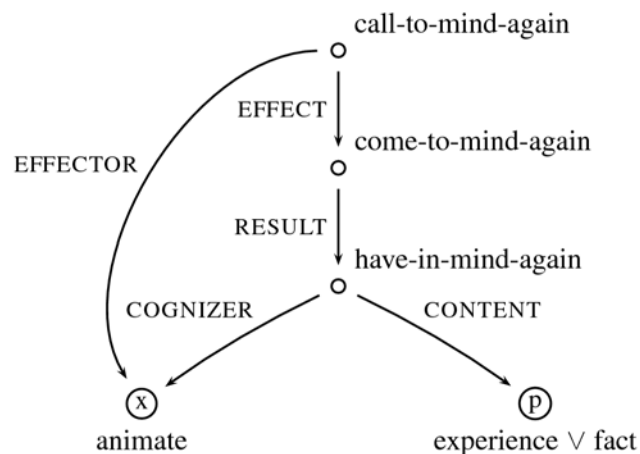 call-to-mind-again
EFFECT
come-to-mind-again
EFFECTOR
RESULT
have-in-mind-again
COGNIZER
CONTENT
x
p
animate
experience ∨ fact